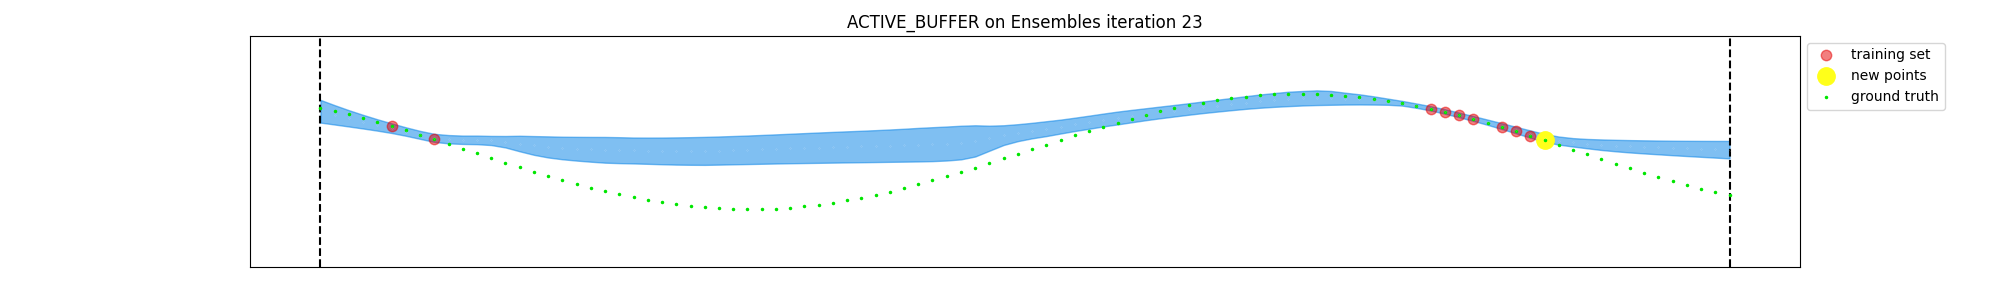 ACTIVE_BUFFER on Ensembles iteration 23
training set
new points
ground truth